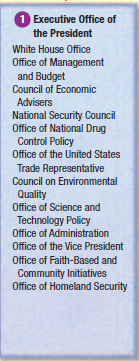 1 Executive Office of
the President
White House Office
Office of Management
and Budget
Council of Economic
Advisers
National Security Council
Office of National Drug
Control Policy
Office of the United States
Trade Representative
Council on Environmental
Quality
Office of Science and
Technology Policy
Office of Administration
Office of the Vice President
Office of Faith-Based and
Community Initiatives
Office of Homeland Security